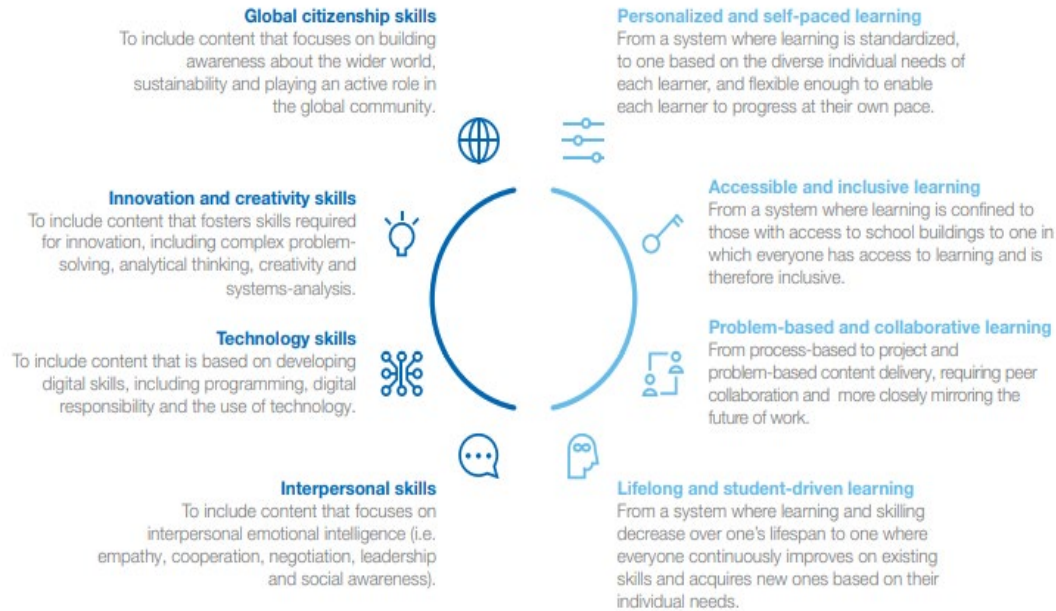 Global citizenship skills
To include content that focuses on building
awareness about the wider world,
sustainability and playing an active role in
the global community.
Innovation and creativity skills
To include content that fosters skills required
for innovation, including complex problem-
solving, analytical thinking, creativity and
systems-analysis.
Technology skills
To include content that is based on developing
digital skills, including programming, digital
responsibility and the use of technology.
Interpersonal skills
To include content that focuses on
interpersonal emotional intelligence (i.e.
empathy, cooperation, negotiation, leadership
and social awareness).
Personalized and self-paced learning
From a system where learning is standardized,
to one based on the diverse individual needs of
each learner, and flexible enough to enable
each learner to progress at their own pace.
Accessible and inclusive learning
From a system where learning is confined to
those with access to school buildings to one in
which everyone has access to learning and is
therefore inclusive.
Problem-based and collaborative learning
From process-based to project and
problem-based content delivery, requiring peer
collaboration and more closely mirroring the
future of work.
Lifelong and student-driven learning
From a system where learning and skilling
decrease over one's lifespan to one where
everyone continuously improves on existing
skills and acquires new ones based on their
individual needs.